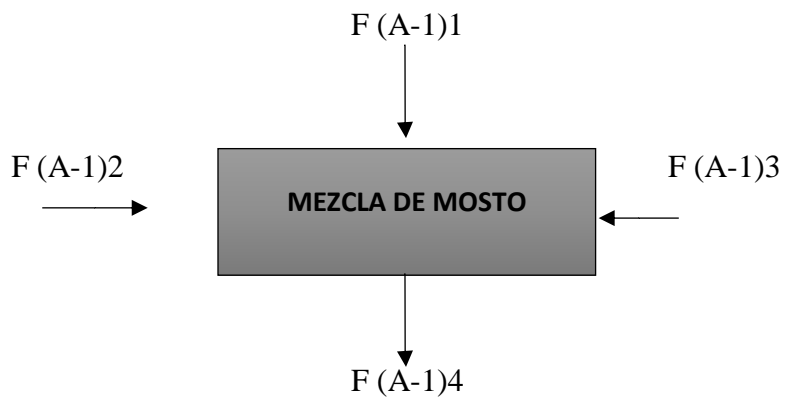 F (A-1)1
F (A-1)2
F (A-1)3
MEZCLA DE MOSTO
F (A-1)4